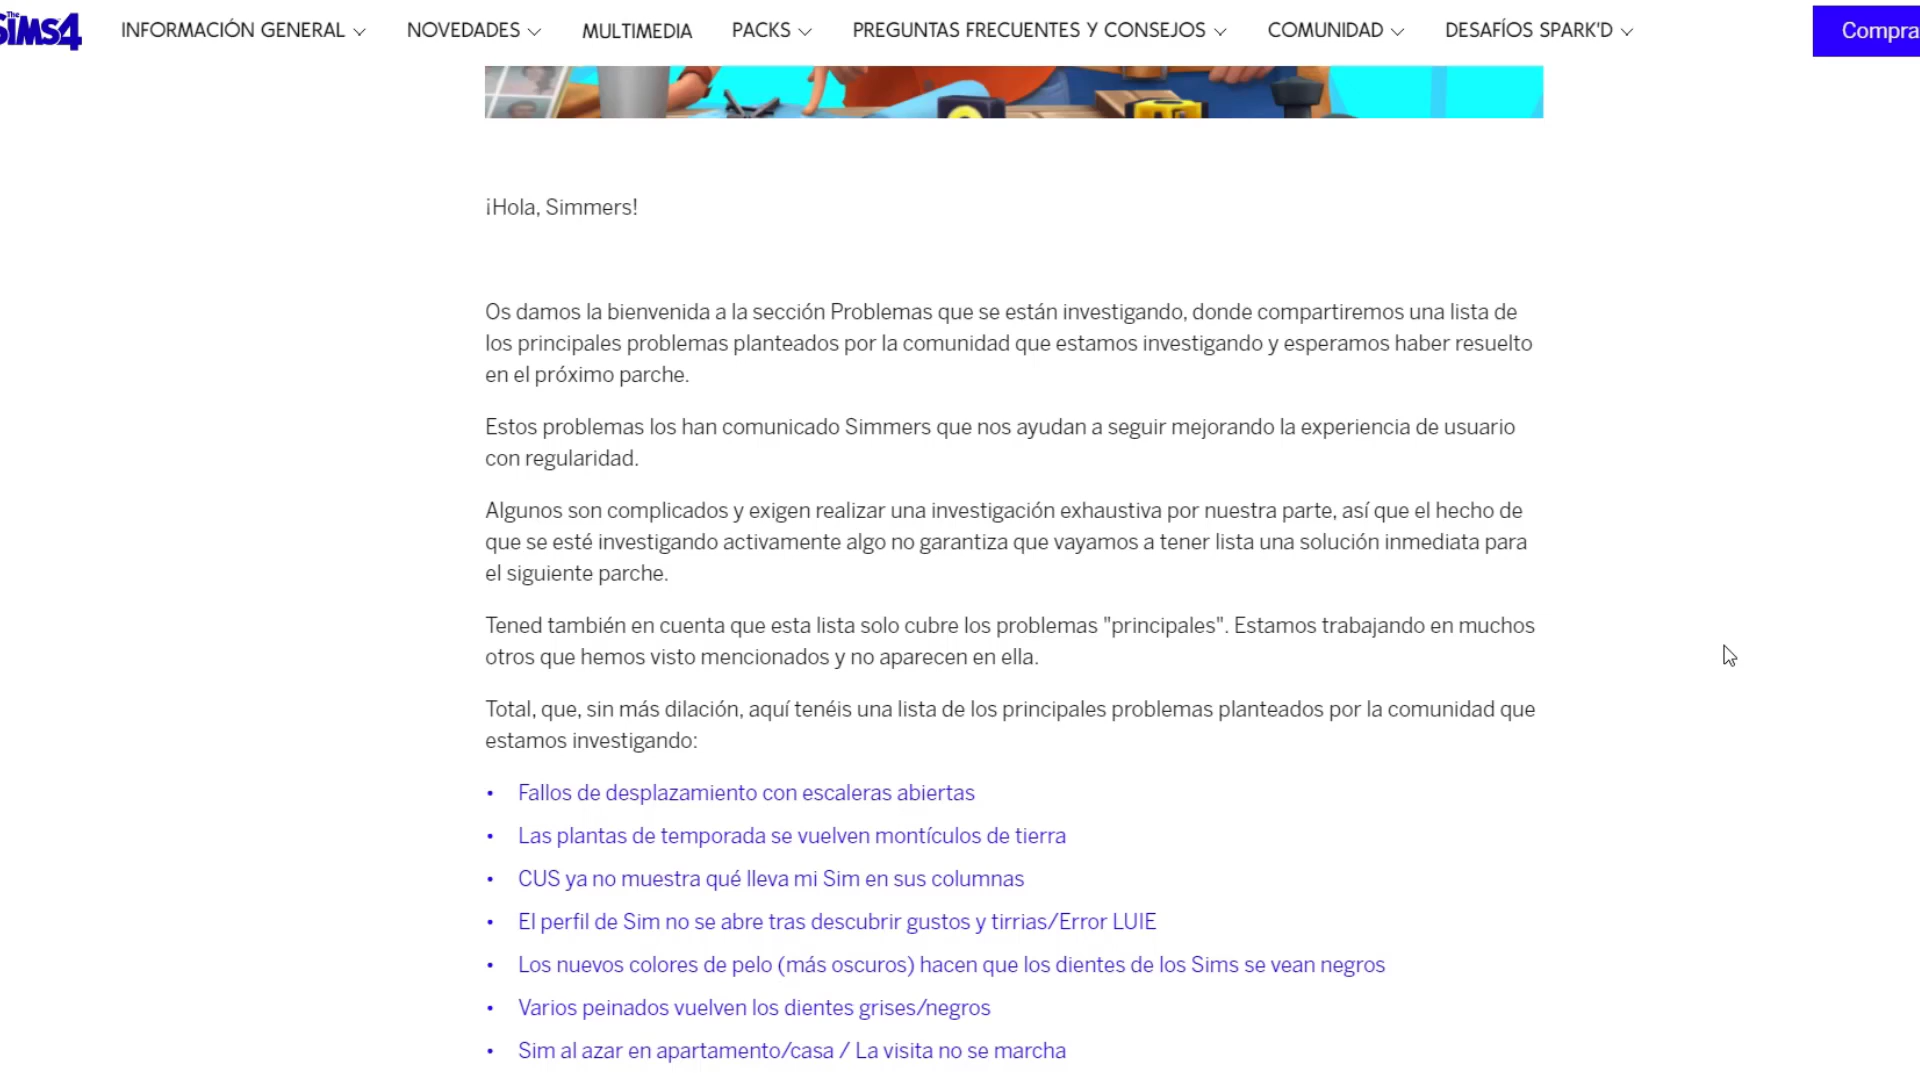 The
SIMS4
INFORMACIÓN GENERAL
NOVEDADES
MULTIMEDIA
PACKS
PREGUNTAS FRECUENTES Y CONSEJOS
COMUNIDAD
DESAFÍOS SPARK'D
Compra
¡Hola, Simmers!
Os damos la bienvenida a la sección Problemas que se están investigando, donde compartiremos una lista de
los principales problemas planteados por la comunidad que estamos investigando y esperamos haber resuelto
en el próximo parche.
Estos problemas los han comunicado Simmers que nos ayudan a seguir mejorando la experiencia de usuario
con regularidad.
Algunos son complicados y exigen realizar una investigación exhaustiva por nuestra parte, así que el hecho de
que se esté investigando activamente algo no garantiza que vayamos a tener lista una solución inmediata para
el siguiente parche.
Tened también en cuenta que esta lista solo cubre los problemas "principales". Estamos trabajando en muchos
otros que hemos visto mencionados y no aparecen en ella.
Total, que, sin más dilación, aquí tenéis una lista de los principales problemas planteados por la comunidad que
estamos investigando:
• Fallos de desplazamiento con escaleras abiertas
• Las plantas de temporada se vuelven montículos de tierra
• CUS ya no muestra qué lleva mi Sim en sus columnas
• El perfil de Sim no se abre tras descubrir gustos y tirrias/Error LUIE
• Los nuevos colores de pelo (más oscuros) hacen que los dientes de los Sims se vean negros
• Varios peinados vuelven los dientes grises/negros
• Sim al azar en apartamento/casa / La visita no se marcha